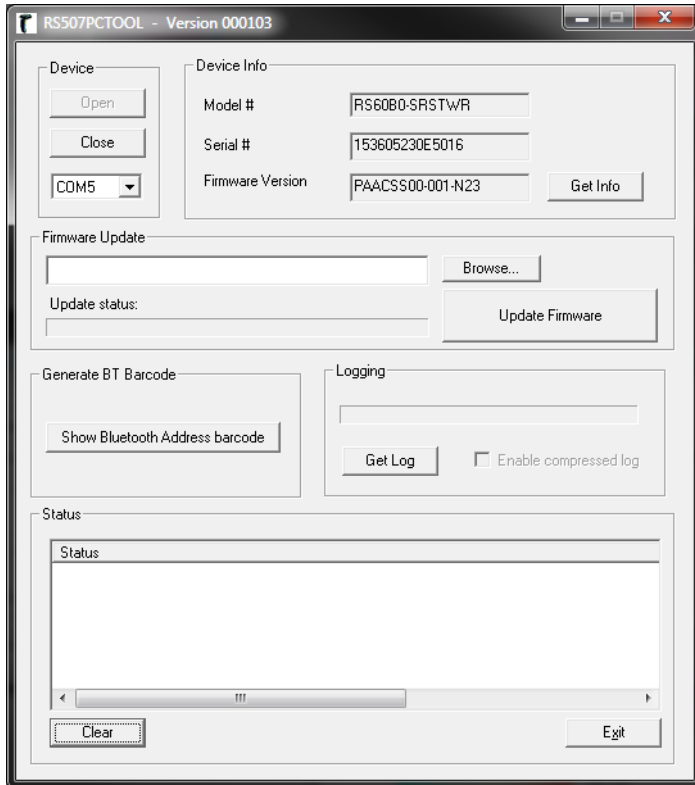 RS507PCTOOL - Version 000103
Device
Open
Close
COM5
Device Info
Model #
RS60B0-SRSTWR
Serial #
153605230E5016
Firmware Version
PAACSS00-001-N23
Get Info
Firmware Update
Browse...
Update status:
Update Firmware
Generate BT Barcode
Show Bluetooth Address barcode
Logging
Get Log
Enable compressed log
Status
Status
Clear
Exit